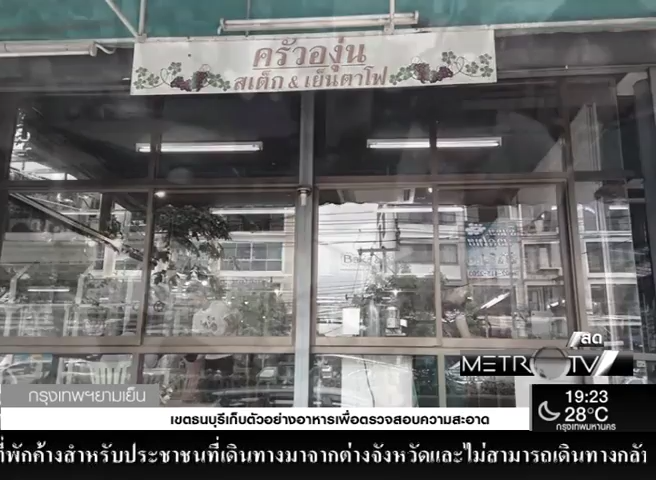 ครัวองุ่น
สเต็ก & เย็นตาโฟ
สด
METRO TV
กรุงเทพฯยามเย็น
19:23
28°C
กรุงเทพมหานคร
เขตธนบุรีเก็บตัวอย่างอาหารเพื่อตรวจสอบความสะอาด
ที่พักค้างสำหรับประชาชนที่เดินทางมาจากต่างจังหวัดและไม่สามารถเดินทางกลั